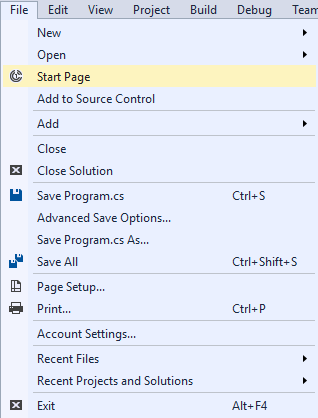 File Edit View Project Build Debug Team
New
Open
Start Page
Add to Source Control
Add
Close
Close Solution
Save Program.cs Ctrl+S
Advanced Save Options...
Save Program.cs As...
Save All Ctrl+Shift+S
Page Setup...
Print... Ctrl+P
Account Settings...
Recent Files
Recent Projects and Solutions
Exit Alt+F4